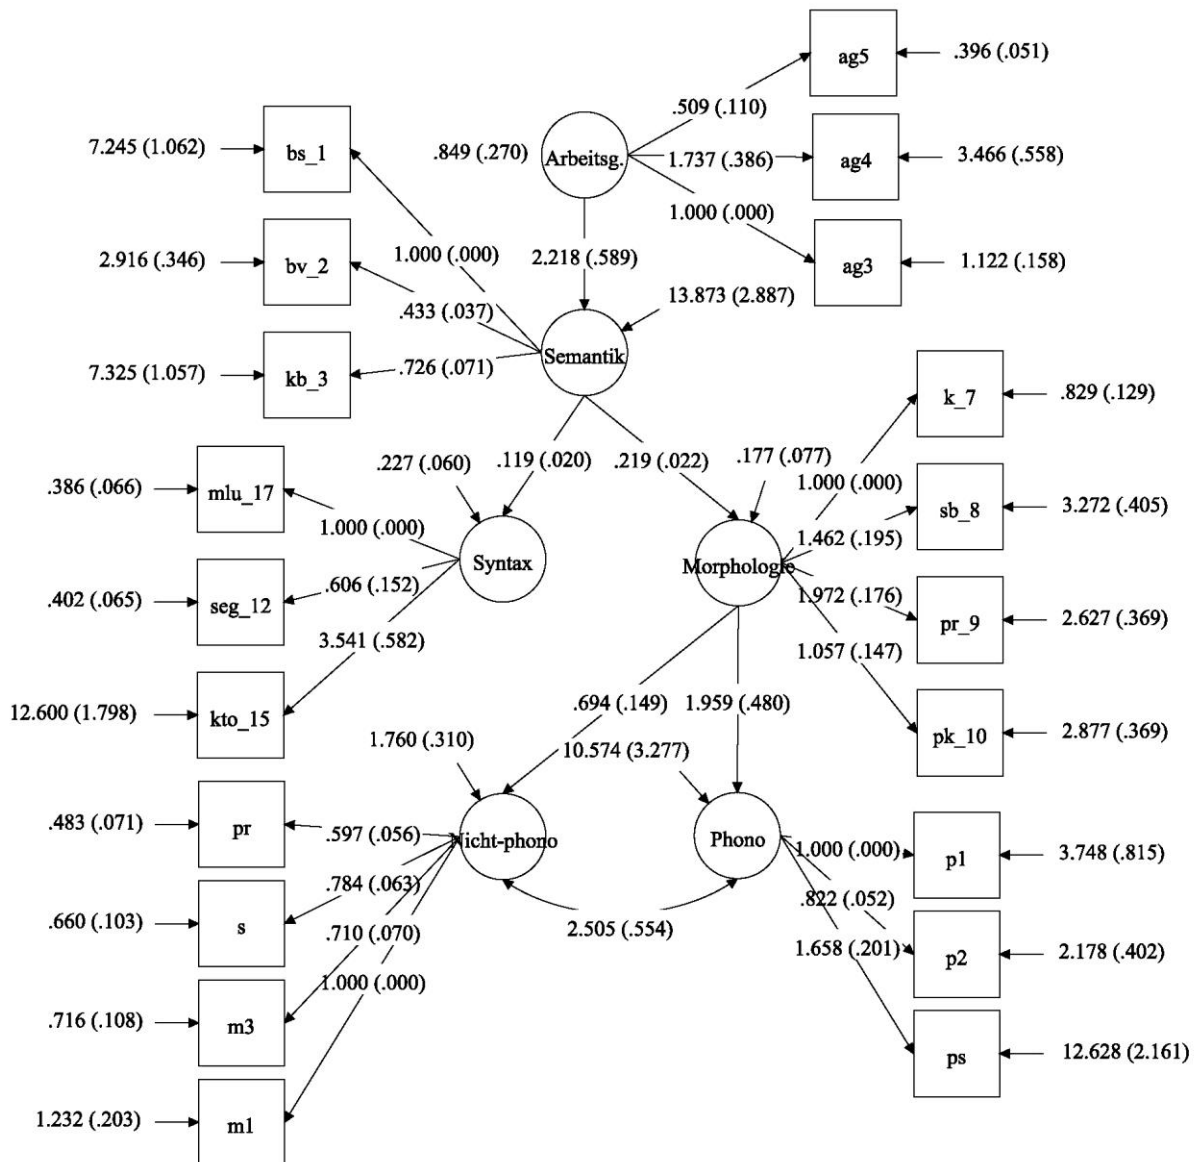 ag5
.396 (.051)
.509 (.110)
7.245 (1.062)
bs_1
.849 (.270)
Arbeitsg.
1.737 (.386)
ag4
3.466 (.558)
1.000 (.000)
2.916 (.346)
bv_2
1.000 (.000)
2.218 (.589)
ag3
1.122 (.158)
.433 (.037)
13.873 (2.887)
7.325 (1.057)
kb_3
.726 (.071)
Semantik
k_7
.829 (.129)
.227 (.060)
.119 (.020)
.219 (.022)
.177 (.077)
1.000 (.000)
.386 (.066)
mlu_17
1.000 (.000)
sb_8
3.272 (.405)
1.462 (.195)
Syntax
Morphologie
.402 (.065)
seg_12
.606 (.152)
1.972 (.176)
pr_9
2.627 (.369)
3.541 (.582)
1.057 (.147)
12.600 (1.798)
kto_15
.694 (.149)
1.959 (.480)
pk_10
2.877 (.369)
1.760 (.310)
10.574 (3.277)
.483 (.071)
pr
.597 (.056)
Nicht-phono
Phono
1.000 (.000)
p1
3.748 (.815)
.784 (.063)
.822 (.052)
.660 (.103)
s
.710 (.070)
2.505 (.554)
1.658 (.201)
p2
2.178 (.402)
1.000 (.000)
.716 (.108)
m3
ps
12.628 (2.161)
1.232 (.203)
m1